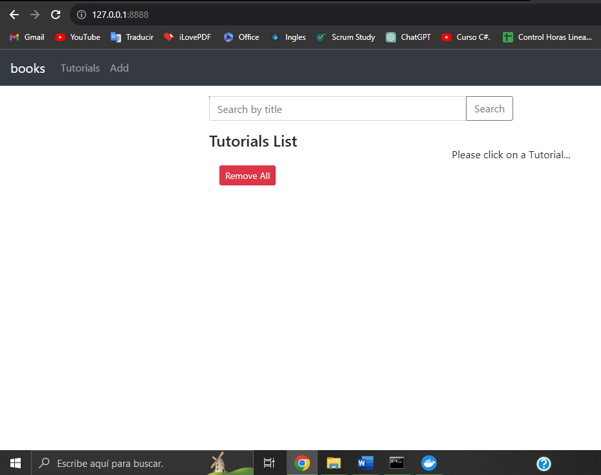 127.0.0.1:8888
Gmail YouTube Traducir iLovePDF Office Ingles Scrum Study ChatGPT Curso C#. Control Horas Linea...
books Tutorials Add
Search by title Search
Tutorials List
Please click on a Tutorial...
Remove All
Escribe aquí para buscar.